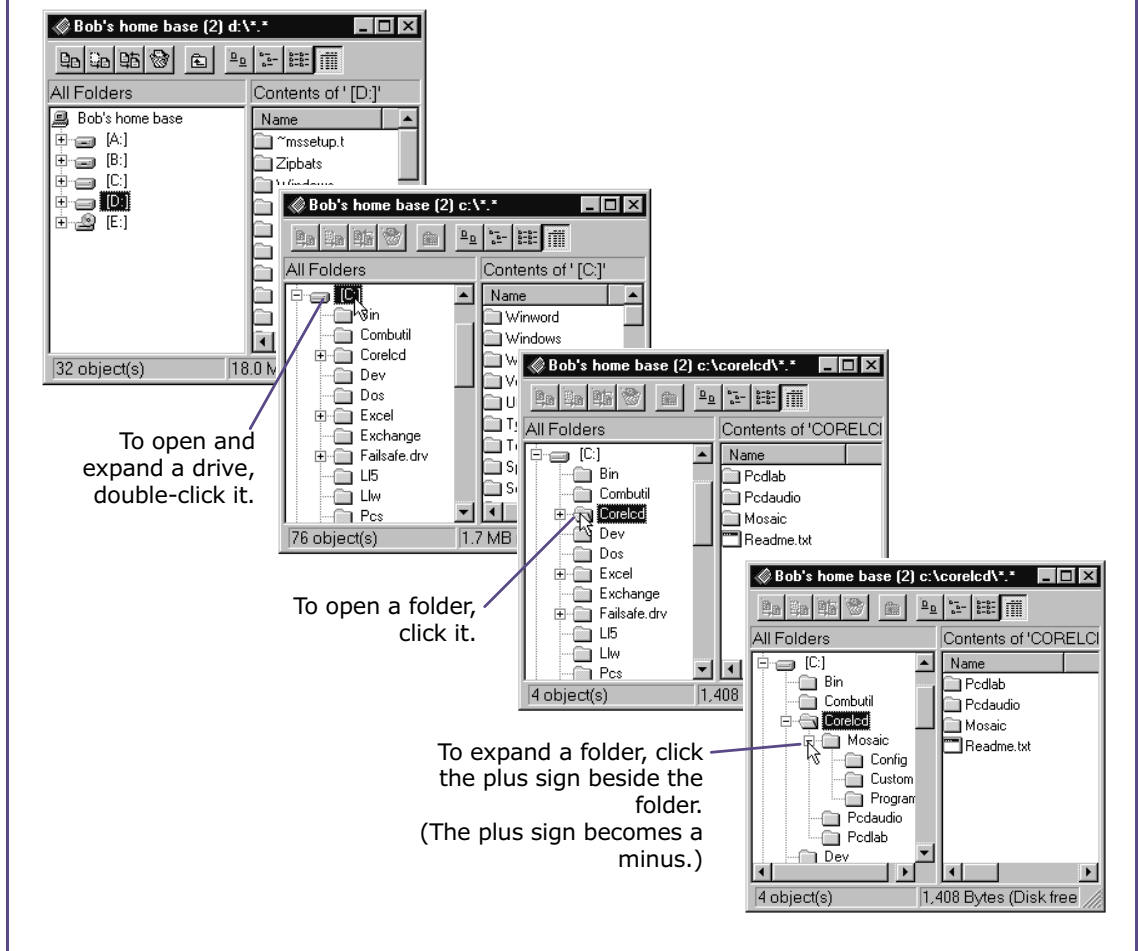 Bob's home base (2) d:\*.*
All Folders
Contents of ' [D:]'
Bob's home base
[A:]
[B:]
[C:]
[D:]
[E:]
Name
~mssetup.t
Zipbats
Windows
32 object(s)
18.0 M
Bob's home base (2) c:\*.*
All Folders
Contents of ' [C:]'
[C:]
Bin
Combutil
Corelcd
Dev
Dos
Excel
Exchange
Failsafe.drv
Ll5
Llw
Pcs
Name
Winword
Windows
76 object(s)
1.7 MB
To open and
expand a drive,
double-click it.
Bob's home base (2) c:\corelcd\*.*
All Folders
Contents of 'CORELCI
[C:]
Bin
Combutil
Corelcd
Dev
Dos
Excel
Exchange
Failsafe.drv
Ll5
Llw
Pcs
Name
Pcdlab
Pcdaudio
Mosaic
Readme.txt
4 object(s)
1,408
To open a folder,
click it.
Bob's home base (2) c:\corelcd\*.*
All Folders
Contents of 'CORELCI
[C:]
Bin
Combutil
Corelcd
Mosaic
Config
Custom
Program
Pcdaudio
Pcdlab
Dev
Name
Pcdlab
Pcdaudio
Mosaic
Readme.txt
4 object(s)
1,408 Bytes (Disk free
To expand a folder, click
the plus sign beside the
folder.
(The plus sign becomes a
minus.)